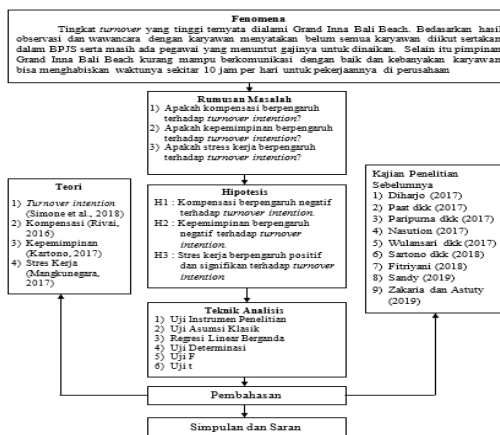 Fenomena
Tingkat turnover yang tinggi ternyata dialami Grand Inna Bali Beach. Bedasarkan hasil
observasi dan wawancara dengan karyawan menyatakan belum semua karyawan diikut sertakan
dalam BPJS serta masih ada pegawai yang menuntut gajinya untuk dinaikan. Selain itu pimpinan
Grand Inna Bali Beach kurang mampu berkomunikasi dengan baik dan kebanyakan karyawan
bisa menghabiskan waktunya sekitar 10 jam per hari untuk pekerjaannya di perusahaan
Rumusan Masalah
1) Apakah kompensasi berpengaruh
terhadap turnover intention?
2) Apakah kepemimpinan berpengaruh
terhadap turnover intention?
3) Apakah stress kerja berpengaruh
terhadap turnover intention?
Teori
1) Turnover intention
(Simone et al., 2018)
2) Kompensasi (Rivai,
2016)
3) Kepemimpinan
(Kartono, 2017)
4) Stres Kerja
(Mangkunegara,
2017)
Hipotesis
H1 : Kompensasi berpengaruh negatif
terhadap turnover intention.
H2 : Kepemimpinan berpengaruh
negatif terhadap turnover
intention.
H3 : Stres kerja berpengaruh positif
dan signifikan terhadap turnover
intention
Kajian Penelitian
Sebelumnya
1) Diharjo (2017)
2) Paat dkk (2017)
3) Paripurna dkk (2017)
4) Nasution (2017)
5) Wulansari dkk (2017)
6) Sartono dkk (2018)
7) Fitriyani (2018)
8) Sandy (2019)
9) Zakaria dan Astuty
(2019)
Teknik Analisis
1) Uji Instrumen Penelitian
2) Uji Asumsi Klasik
3) Regresi Linear Berganda
4) Uji Determinasi
5) Uji F
6) Uji t
Pembahasan
Simpulan dan Saran